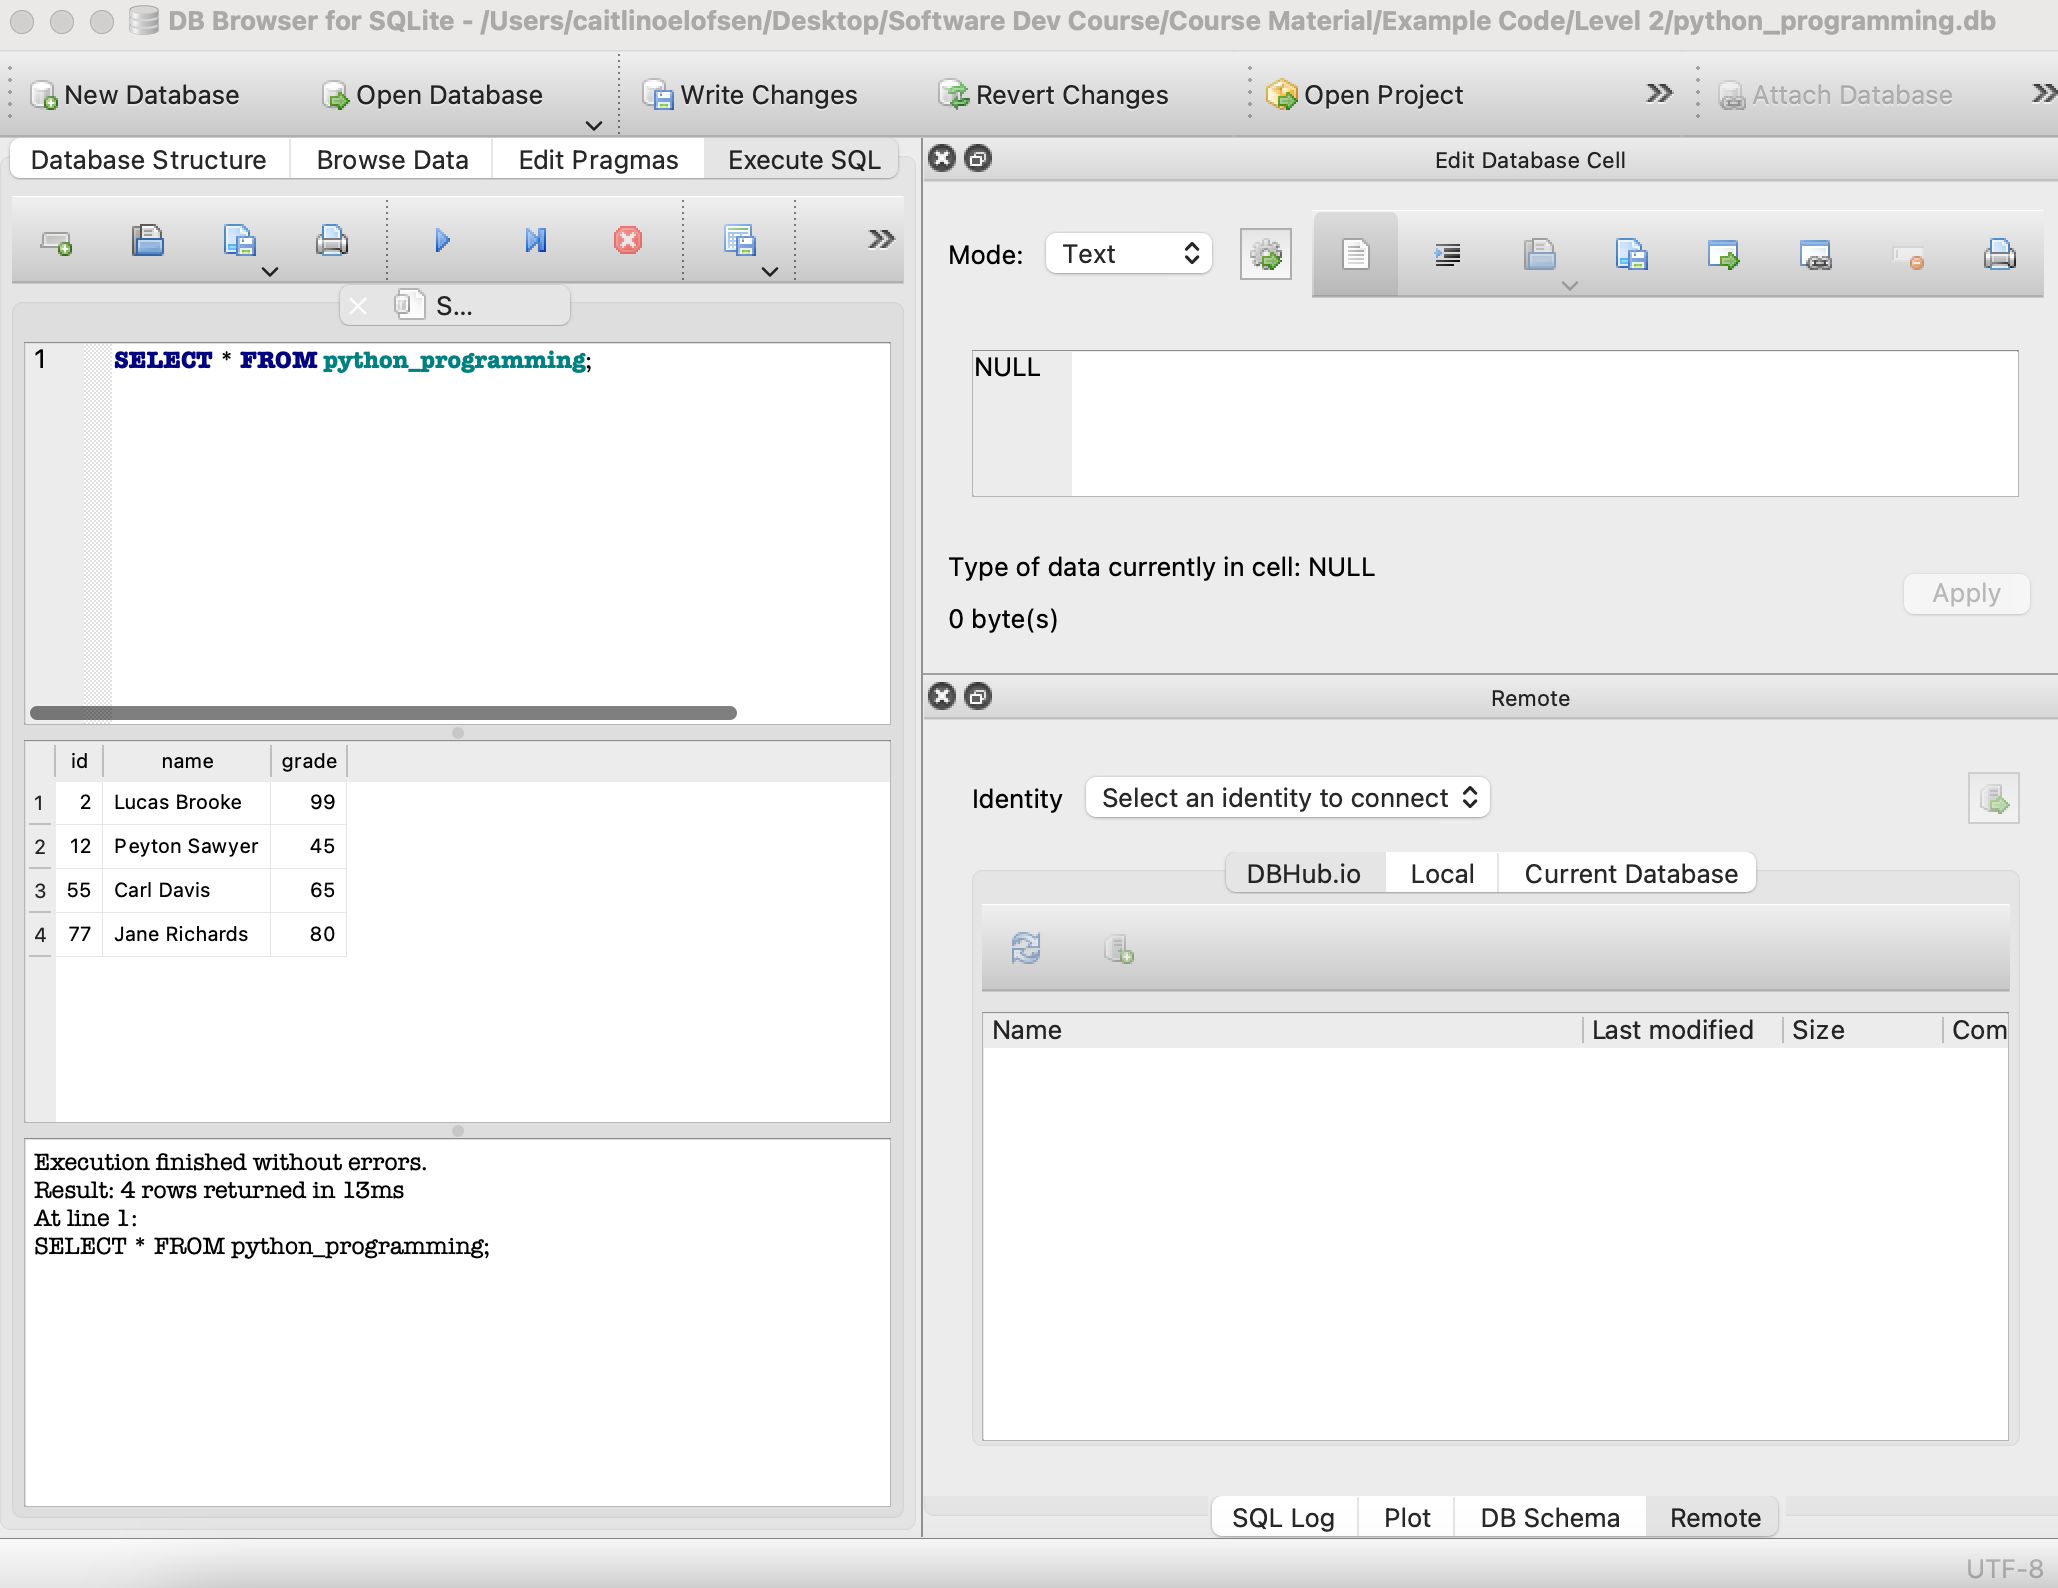 DB Browser for SQLite - /Users/caitlinoelofsen/Desktop/Software Dev Course/Course Material/Example Code/Level 2/python_programming.db
New Database Open Database Write Changes Revert Changes Open Project Attach Database
Database Structure Browse Data Edit Pragmas Execute SQL
S...
1 SELECT * FROM python_programming;
id name grade
1 2 Lucas Brooke 99
2 12 Peyton Sawyer 45
3 55 Carl Davis 65
4 77 Jane Richards 80
Execution finished without errors.
Result: 4 rows returned in 13ms
At line 1:
SELECT * FROM python_programming;
Edit Database Cell
Mode: Text
NULL
Type of data currently in cell: NULL
0 byte(s)
Apply
Remote
Identity Select an identity to connect
DBHub.io Local Current Database
Name Last modified Size Com
SQL Log Plot DB Schema Remote
UTF-8